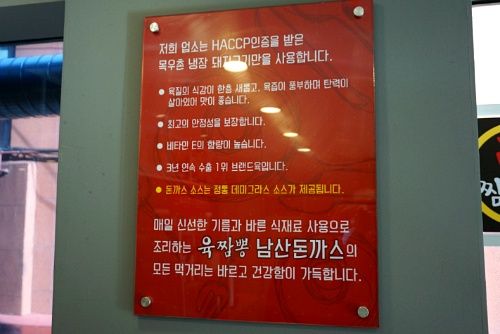 저희 업소는 HACCP인증을 받은
목우촌 냉장 돼지고기만을 사용합니다.
● 육질의 식감이 한층 새롭고, 육즙이 풍부하며 탄력이
살아있어 맛이 좋습니다.
● 최고의 안정성을 보장합니다.
● 비타민 E의 함량이 높습니다.
● 3년 연속 수출 1위 브랜드육입니다.
● 돈까스 소스는 정통 데미그라스 소스가 제공됩니다.
매일 신선한 기름과 바른 식재료 사용으로
조리하는 육짬뽕 남산돈까스의
모든 먹거리는 바르고 건강함이 가득합니다.
짬